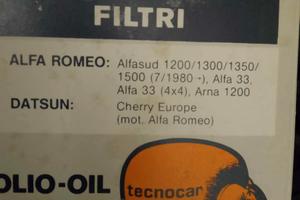 FILTRI
ALFA ROMEO: Alfasud 1200/1300/1350/
1500 (7/1980→), Alfa 33,
Alfa 33 (4x4), Arna 1200
DATSUN: Cherry Europe
(mot. Alfa Romeo)
OLIO-OIL
tecnocar